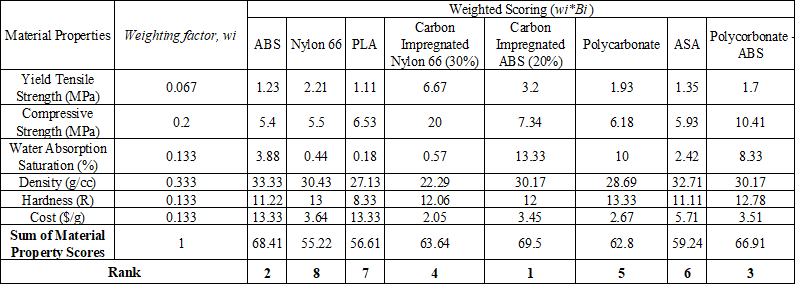 Material Properties Weighting factor, wi Weighted Scoring (wi*Bi)
ABS Nylon 66 PLA Carbon Impregnated Nylon 66 (30%) Carbon Impregnated ABS (20%) Polycarbonate ASA Polycorbonate - ABS
Yield Tensile Strength (MPa) 0.067 1.23 2.21 1.11 6.67 3.2 1.93 1.35 1.7
Compressive Strength (MPa) 0.2 5.4 5.5 6.53 20 7.34 6.18 5.93 10.41
Water Absorption Saturation (%) 0.133 3.88 0.44 0.18 0.57 13.33 10 2.42 8.33
Density (g/cc) 0.333 33.33 30.43 27.13 22.29 30.17 28.69 32.71 30.17
Hardness (R) 0.133 11.22 13 8.33 12.06 12 13.33 11.11 12.78
Cost ($/g) 0.133 13.33 3.64 13.33 2.05 3.45 2.67 5.71 3.51
Sum of Material Property Scores 1 68.41 55.22 56.61 63.64 69.5 62.8 59.24 66.91
Rank 2 8 7 4 1 5 6 3